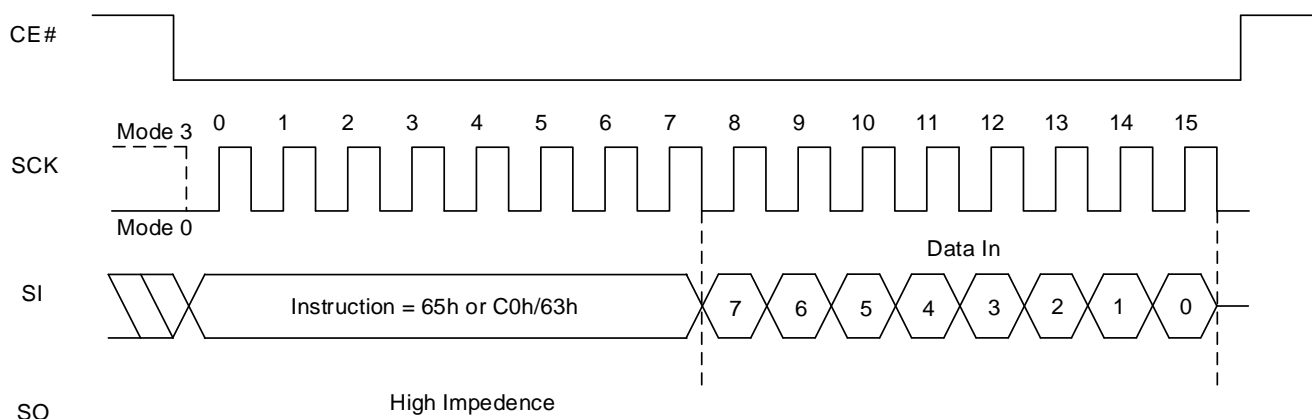 CE#
Mode 3
0 1 2 3 4 5 6 7 8 9 10 11 12 13 14 15
SCK
Mode 0
Data In
SI
Instruction = 65h or C0h/63h
7 6 5 4 3 2 1 0
High Impedence
SO